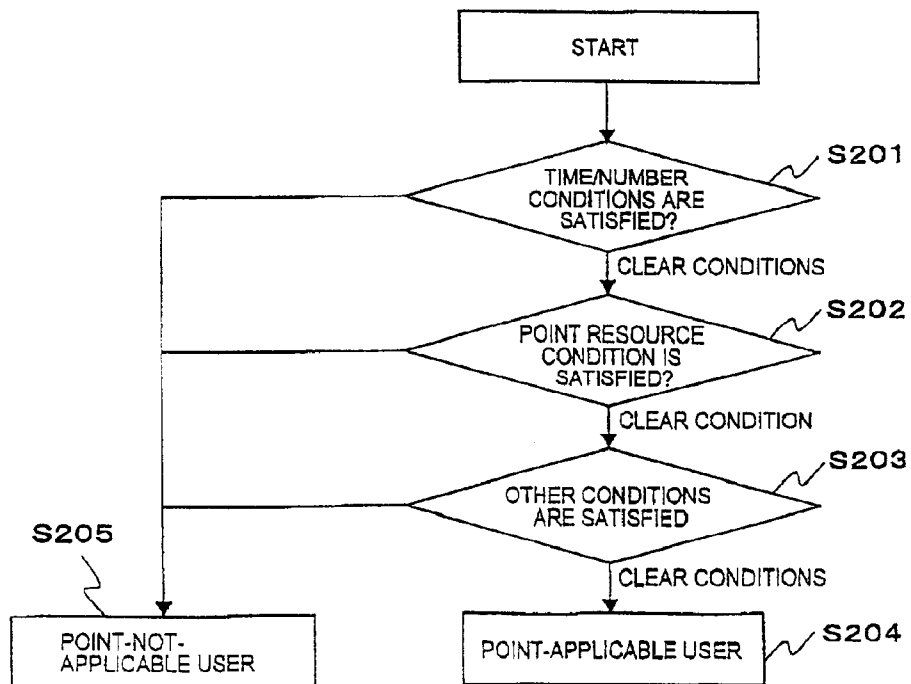 START
S201
TIME/NUMBER
CONDITIONS ARE
SATISFIED?
CLEAR CONDITIONS
S202
POINT RESOURCE
CONDITION IS
SATISFIED?
CLEAR CONDITION
S203
OTHER CONDITIONS
ARE SATISFIED
S205
CLEAR CONDITIONS
POINT-NOT-
APPLICABLE USER
POINT-APPLICABLE USER
S204